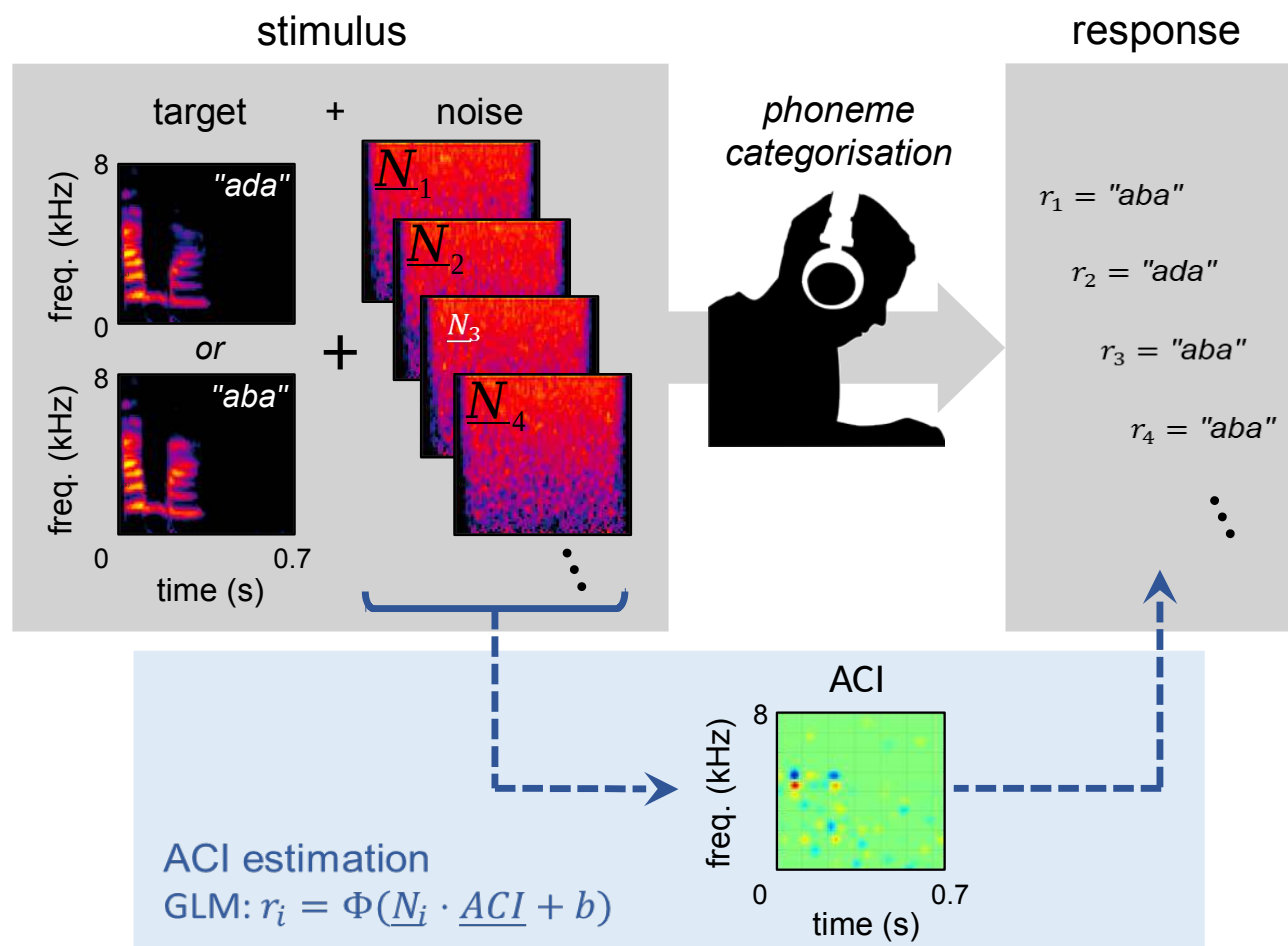 stimulus
response
target + noise
phoneme
categorisation
8
"ada"
freq. (kHz)
0
or
+
8
"aba"
freq. (kHz)
0
0.7
time (s)
N1
N2
N3
N4
r1 = "aba"
r2 = "ada"
r3 = "aba"
r4 = "aba"
ACI
8
freq. (kHz)
0
0.7
time (s)
ACI estimation
GLM: ri = Φ(Ni · ACI + b)